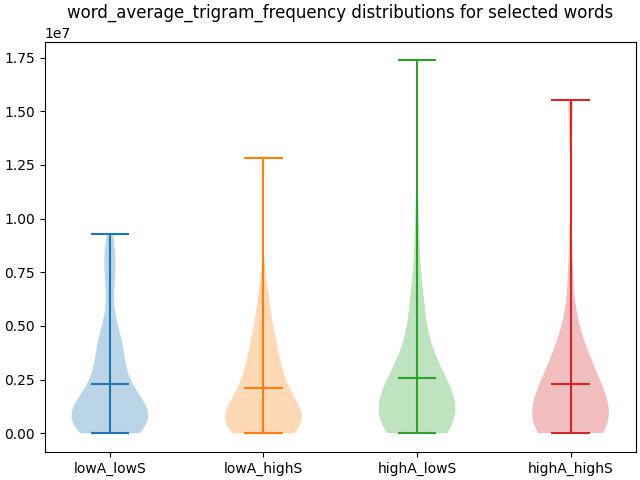 word_average_trigram_frequency distributions for selected words
1e7
1.75
1.50
1.25
1.00
0.75
0.50
0.25
0.00
lowA_lowS lowA_highS highA_lowS highA_highS